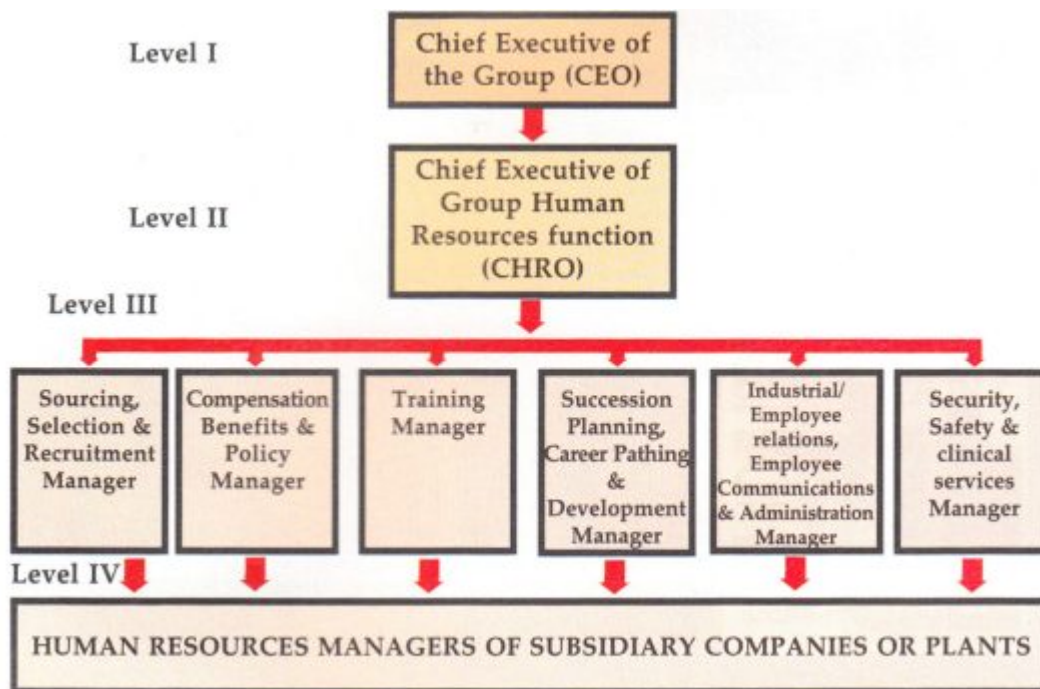 Level I
Chief Executive of
the Group (CEO)
Level II
Chief Executive of
Group Human
Resources function
(CHRO)
Level III
Sourcing,
Selection &
Recruitment
Manager
Compensation
Benefits &
Policy
Manager
Training
Manager
Succession
Planning,
Career Pathing
&
Development
Manager
Industrial/
Employee
relations,
Employee
Communications
& Administration
Manager
Security,
Safety &
clinical
services
Manager
Level IV
HUMAN RESOURCES MANAGERS OF SUBSIDIARY COMPANIES OR PLANTS